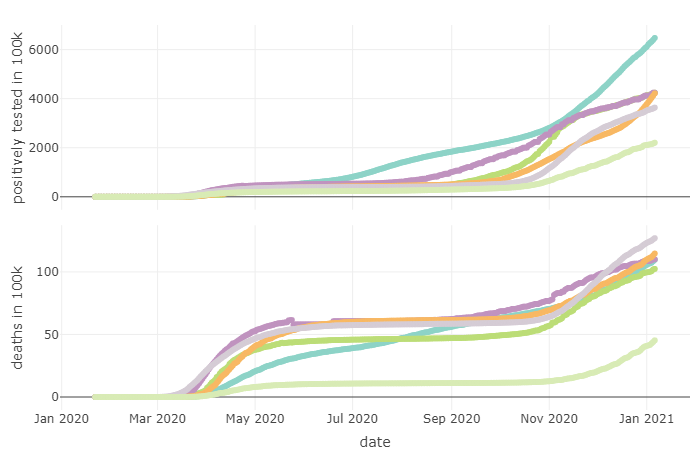 positively tested in 100k
6000
4000
2000
0
deaths in 100k
100
50
0
Jan 2020 Mar 2020 May 2020 Jul 2020 Sep 2020 Nov 2020 Jan 2021
date